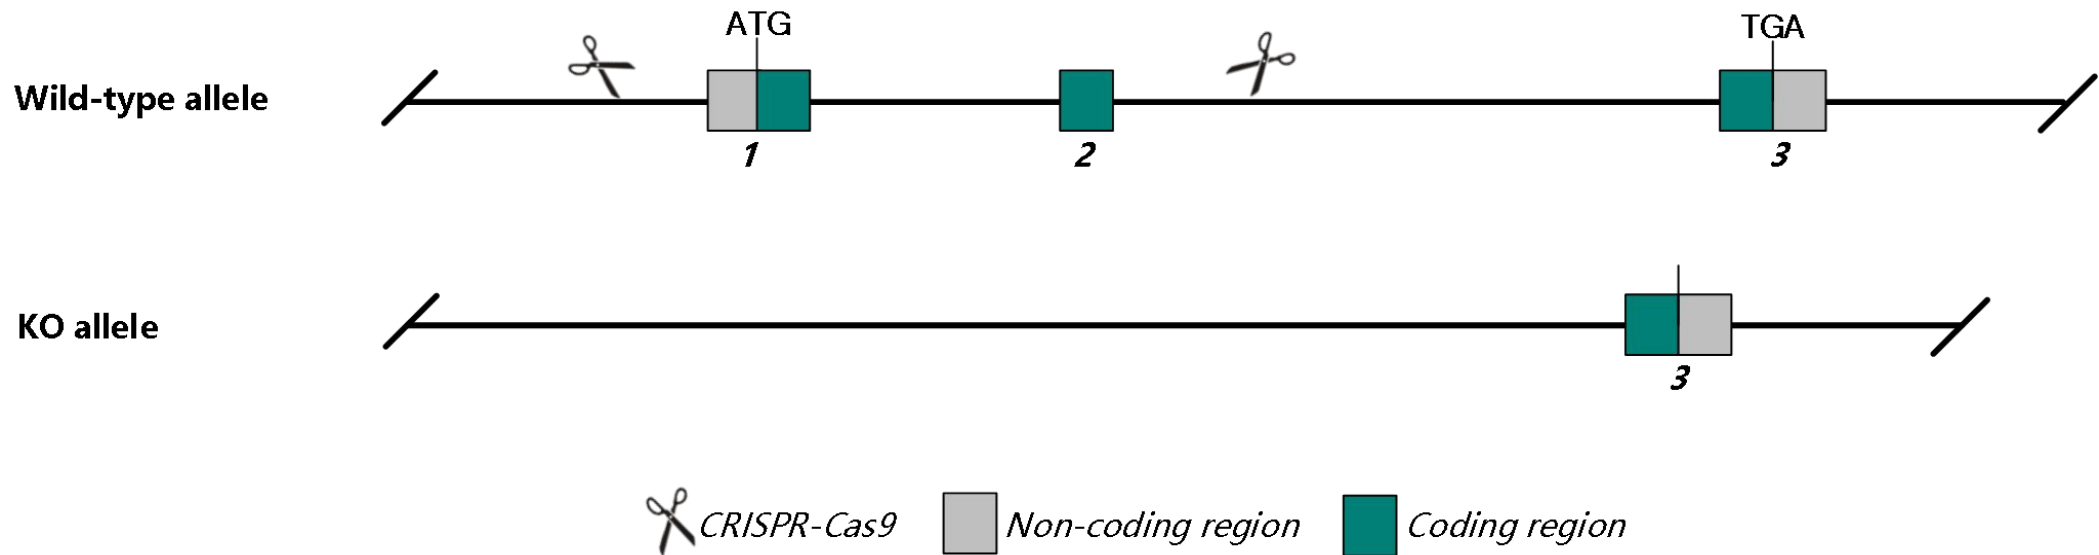 ATG
TGA
Wild-type allele
1
2
3
KO allele
3
CRISPR-Cas9
Non-coding region
Coding region